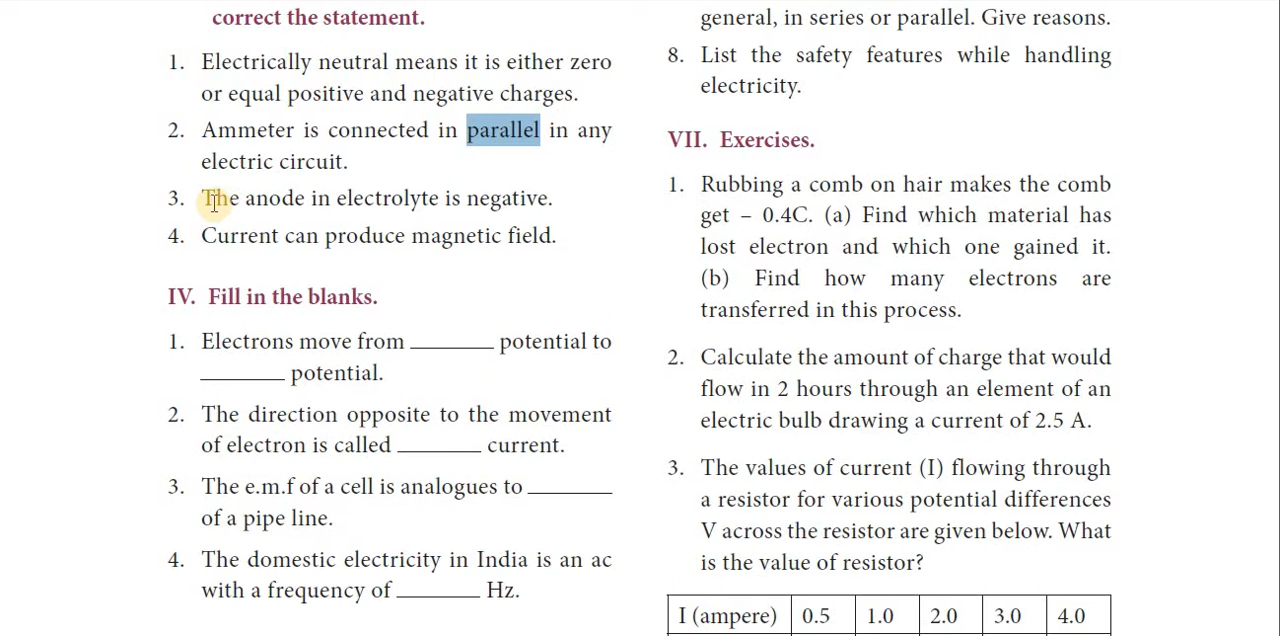 correct the statement.
1. Electrically neutral means it is either zero
or equal positive and negative charges.
2. Ammeter is connected in parallel in any
electric circuit.
3. The anode in electrolyte is negative.
4. Current can produce magnetic field.
IV. Fill in the blanks.
1. Electrons move from ________ potential to
________ potential.
2. The direction opposite to the movement
of electron is called ________ current.
3. The e.m.f of a cell is analogues to ________
of a pipe line.
4. The domestic electricity in India is an ac
with a frequency of ________ Hz.
general, in series or parallel. Give reasons.
8. List the safety features while handling
electricity.
VII. Exercises.
1. Rubbing a comb on hair makes the comb
get – 0.4C. (a) Find which material has
lost electron and which one gained it.
(b) Find how many electrons are
transferred in this process.
2. Calculate the amount of charge that would
flow in 2 hours through an element of an
electric bulb drawing a current of 2.5 A.
3. The values of current (I) flowing through
a resistor for various potential differences
V across the resistor are given below. What
is the value of resistor?
I (ampere) 0.5 1.0 2.0 3.0 4.0